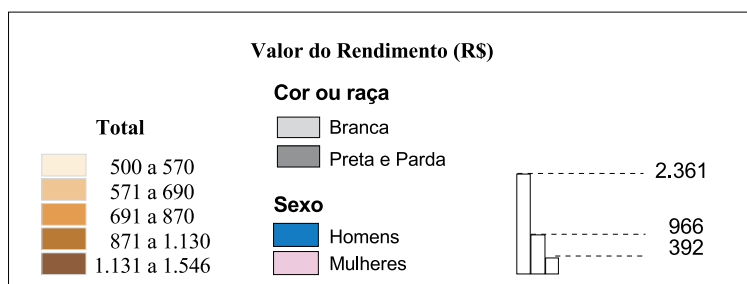 Valor do Rendimento (R$)
Total
500 a 570
571 a 690
691 a 870
871 a 1.130
1.131 a 1.546
Cor ou raça
Branca
Preta e Parda
Sexo
Homens
Mulheres
2.361
966
392